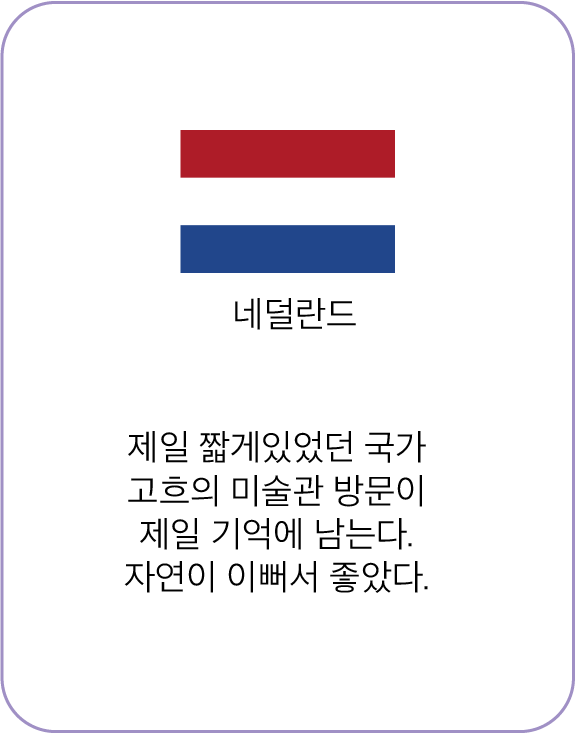 네덜란드
제일 짧게있었던 국가
고흐의 미술관 방문이
제일 기억에 남는다.
자연이 이뻐서 좋았다.